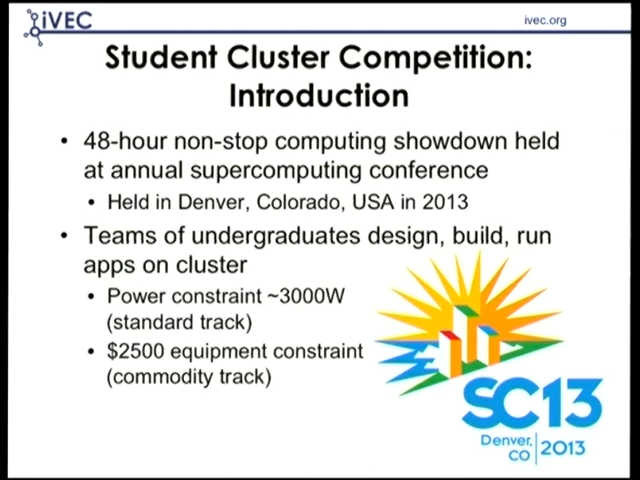 iVEC
ivec.org
Student Cluster Competition:
Introduction
• 48-hour non-stop computing showdown held
at annual supercomputing conference
• Held in Denver, Colorado, USA in 2013
• Teams of undergraduates design, build, run
apps on cluster
• Power constraint ~3000W
(standard track)
• $2500 equipment constraint
(commodity track)
SC13
Denver,
CO
2013